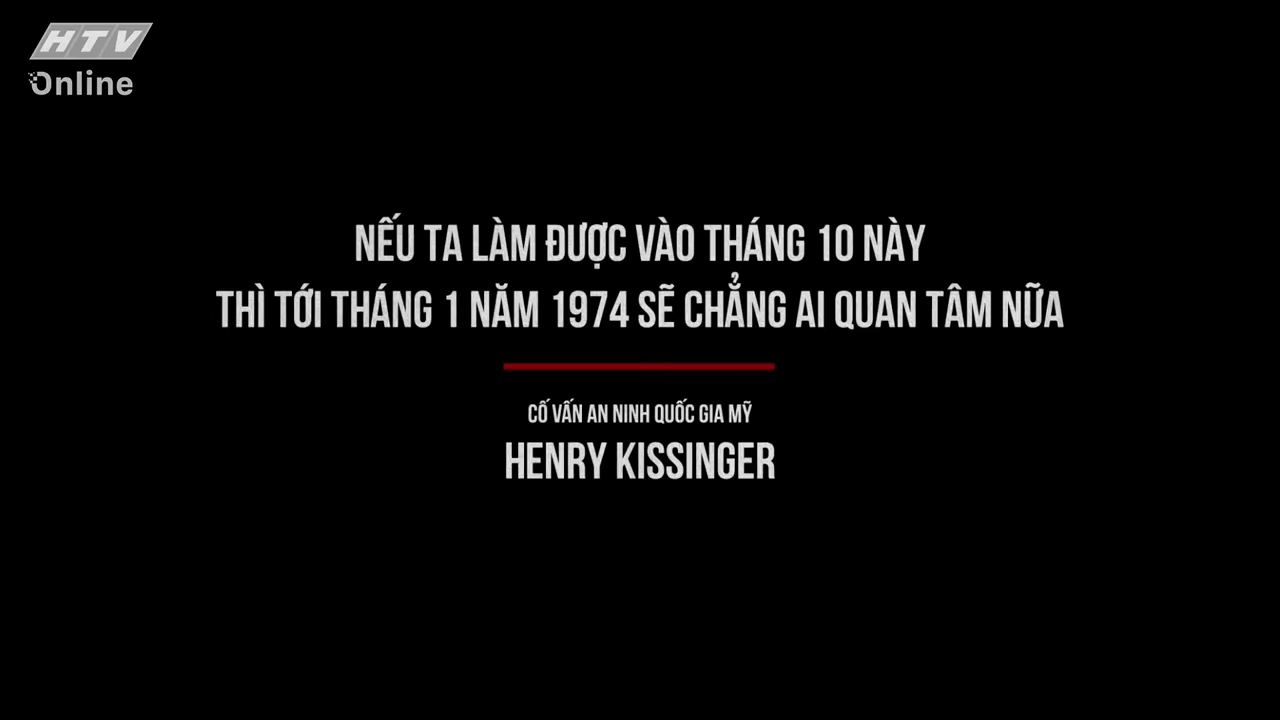 HTV
Online
NẾU TA LÀM ĐƯỢC VÀO THÁNG 10 NÀY
THÌ TỚI THÁNG 1 NĂM 1974 SẼ CHẲNG AI QUAN TÂM NỮA
CỐ VẤN AN NINH QUỐC GIA MỸ
HENRY KISSINGER